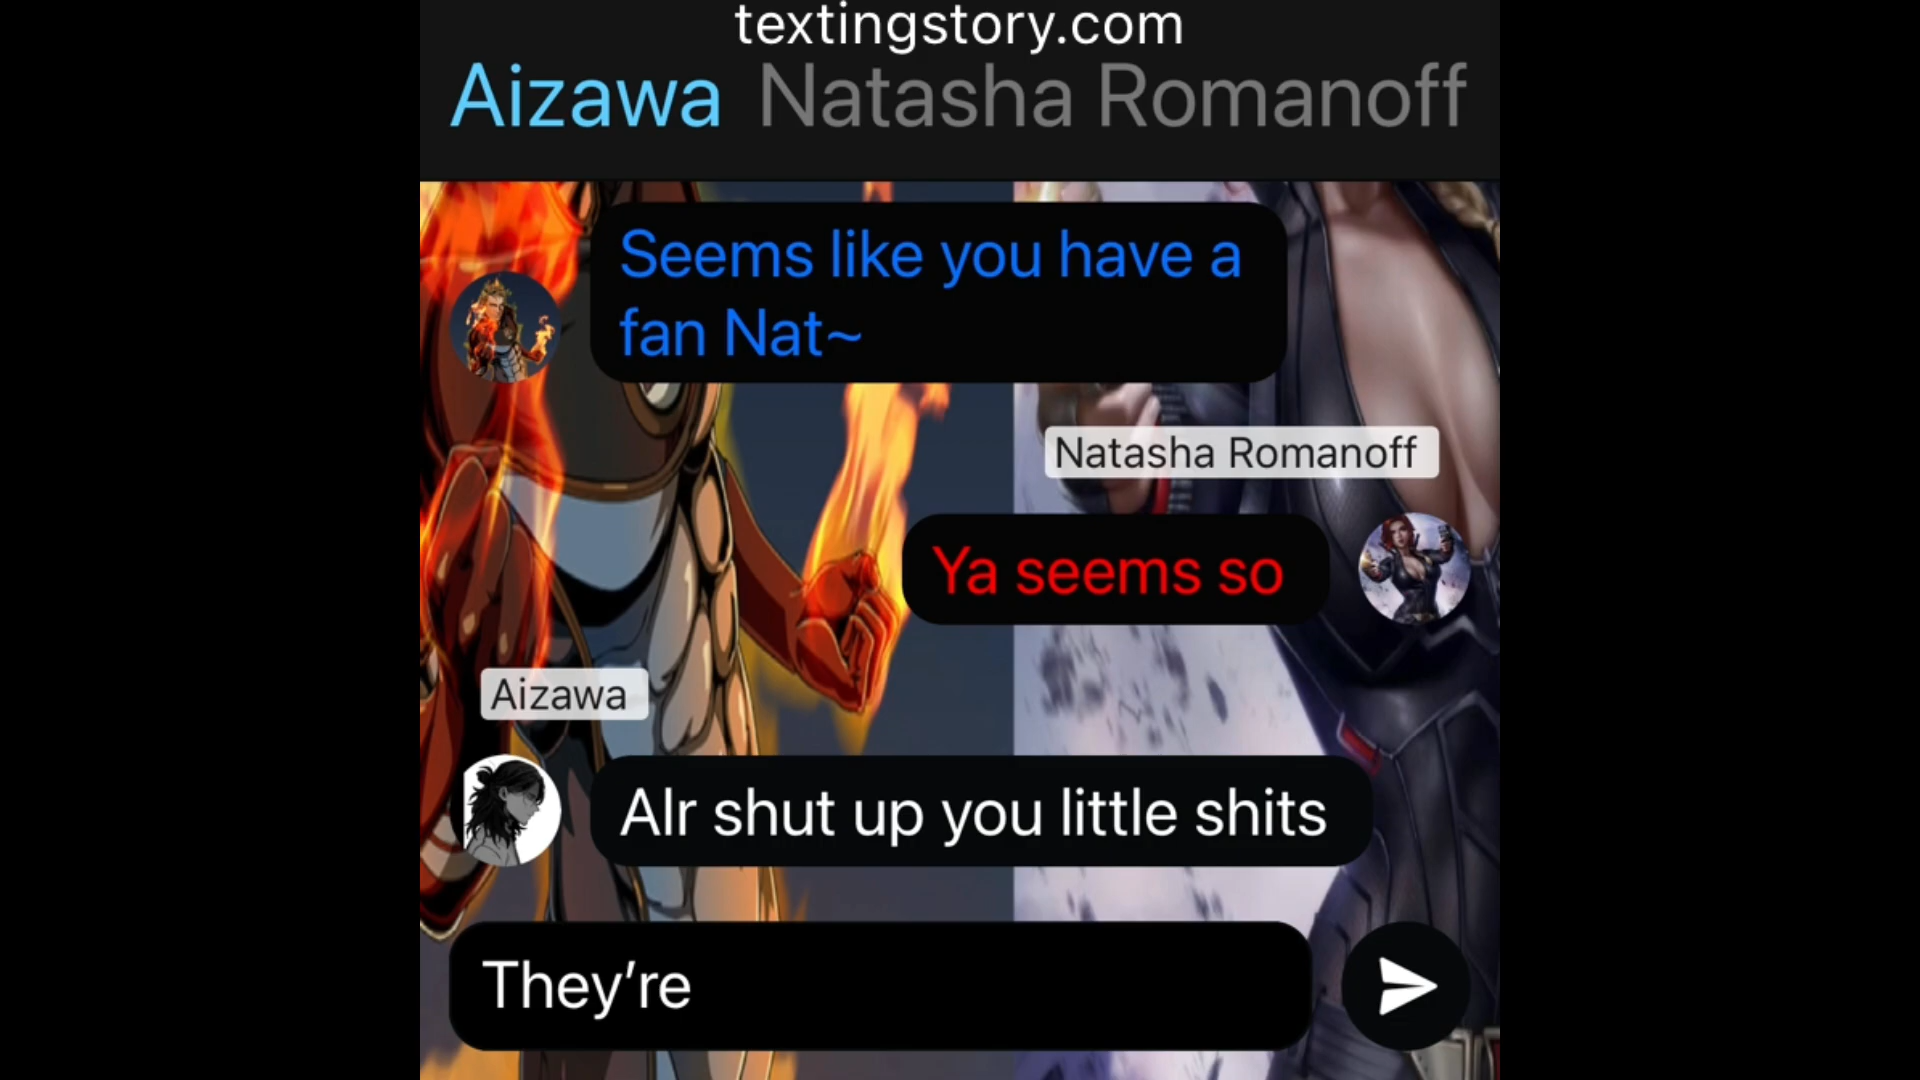 textingstory.com
Aizawa Natasha Romanoff
Seems like you have a
fan Nat~
Natasha Romanoff
Ya seems so
Aizawa
Alr shut up you little shits
They’re